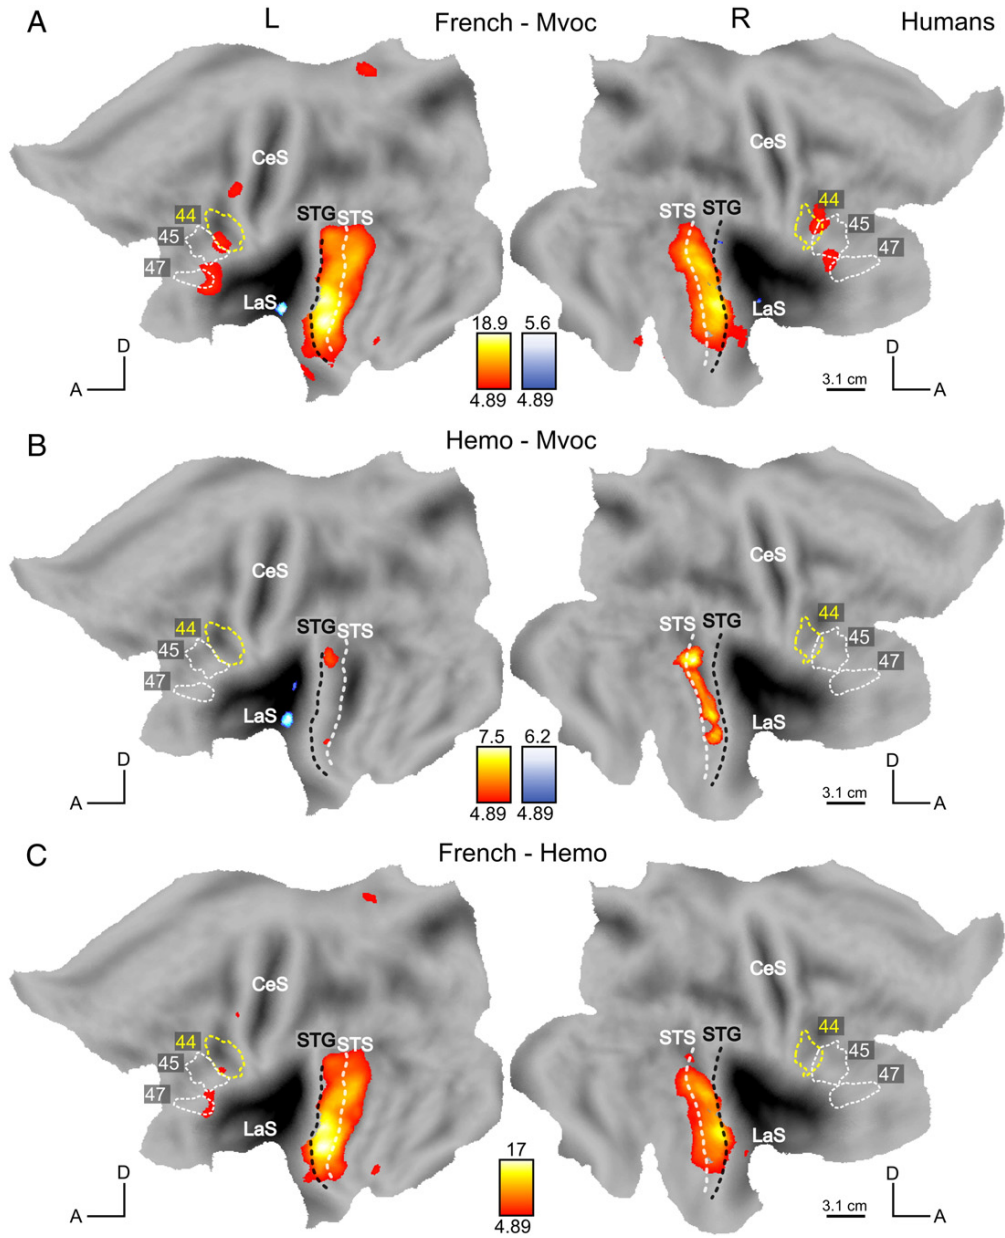 A
L
French - Mvoc
R
Humans
CeS
CeS
44
STG
STS
STS
STG
44
45
45
47
47
LaS
LaS
18.9
5.6
D
D
A
4.89
4.89
3.1 cm
A
B
Hemo - Mvoc
CeS
CeS
44
STG
STS
STS
STG
44
45
45
47
47
LaS
LaS
7.5
6.2
D
D
A
4.89
4.89
3.1 cm
A
C
French - Hemo
CeS
CeS
44
STG
STS
STS
STG
44
45
45
47
47
LaS
LaS
17
D
D
A
4.89
3.1 cm
A